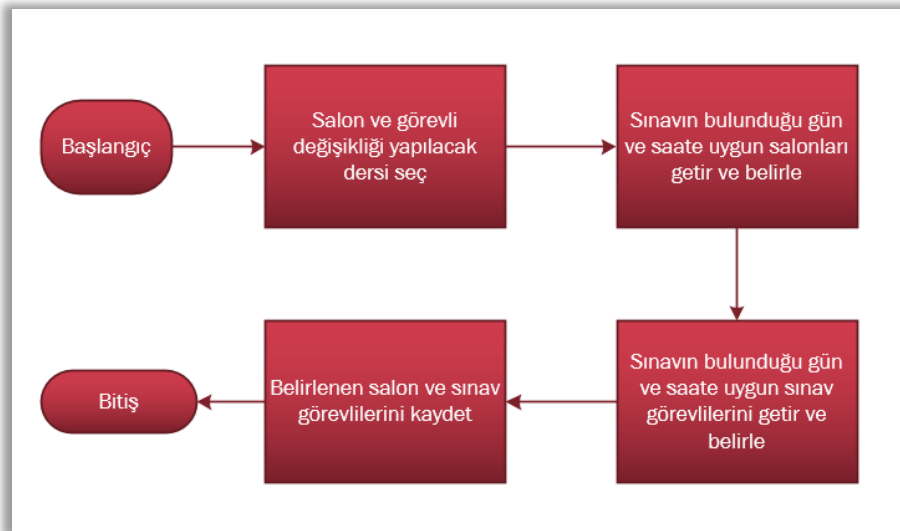 Başlangıç
Salon ve görevli
değişikliği yapılacak
dersi seç
Sınavın bulunduğu gün
ve saate uygun salonları
getir ve belirle
Sınavın bulunduğu gün
ve saate uygun sınav
görevlilerini getir ve
belirle
Belirlenen salon ve sınav
görevlilerini kaydet
Bitiş